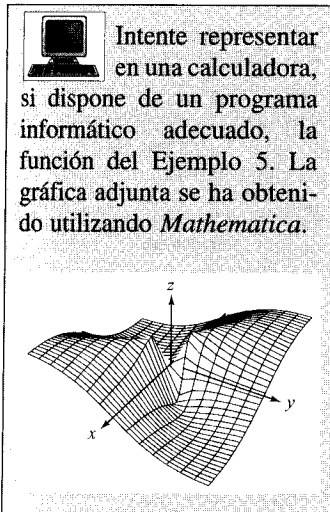 Intente representar
en una calculadora,
si dispone de un programa
informático adecuado, la
función del Ejemplo 5. La
gráfica adjunta se ha obteni-
do utilizando Mathematica.
z
y
x